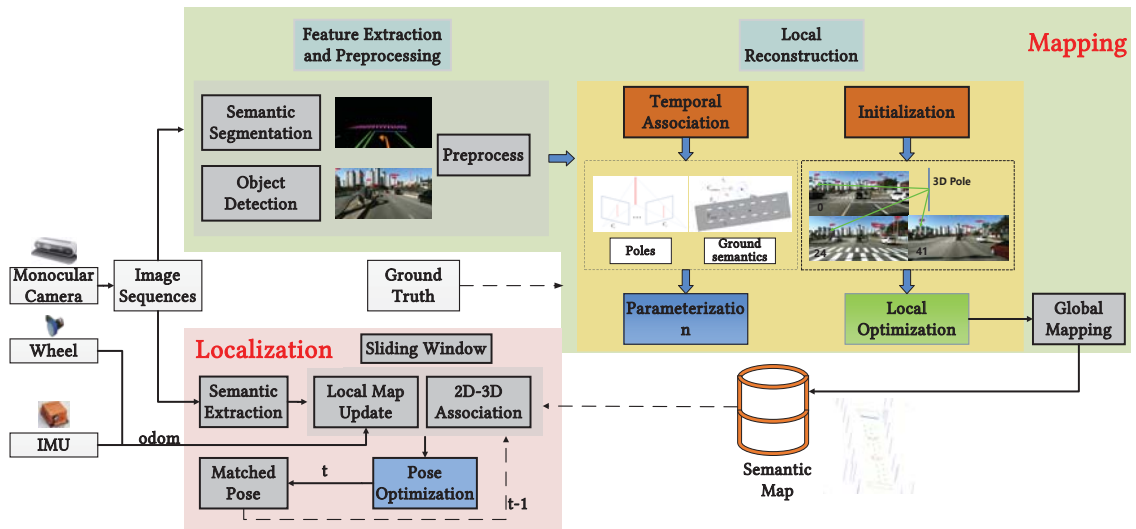 Feature Extraction
and Preprocessing
Local
Reconstruction
Mapping
Semantic
Segmentation
Object
Detection
Preprocess
Temporal
Association
Initialization
Poles
Ground
semantics
3D Pole
0
24
41
Parameterizatio
n
Local
Optimization
Global
Mapping
Monocular
Camera
Image
Sequences
Ground
Truth
Wheel
IMU
odom
Localization
Sliding Window
Semantic
Extraction
Local Map
Update
2D-3D
Association
Matched
Pose
t
Pose
Optimization
t-1
Semantic
Map